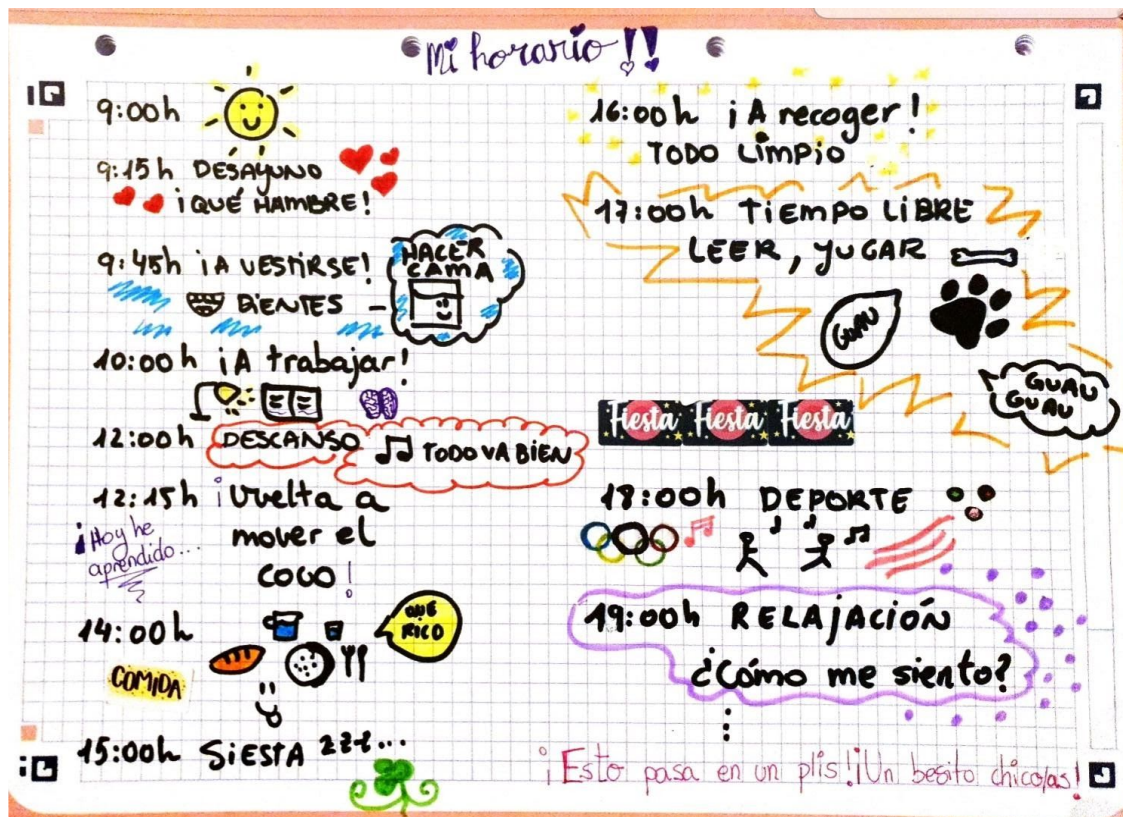 Mi horario!!
9:00h
9:15h DESAYUNO
¡QUÉ HAMBRE!
9:45h ¡A VESTIRSE!
DIENTES -
HACER
CAMA
10:00h ¡A trabajar!
12:00h DESCANSO
TODO VA BIEN
12:15h ¡Vuelta a
mover el
coco!
¡Hoy he
aprendido...
14:00h
QUE
RICO
COMIDA
15:00h SIESTA zzz...
16:00h ¡A recoger!
TODO LIMPIO
17:00h TIEMPO LIBRE
LEER, YUGAR
GUAU
GUAU
GUAU
Fiesta Fiesta Fiesta
18:00h DEPORTE
19:00h RELAJACIÓN
¿Cómo me siento?
¡Esto pasa en un plis! ¡Un besito chicos/as!